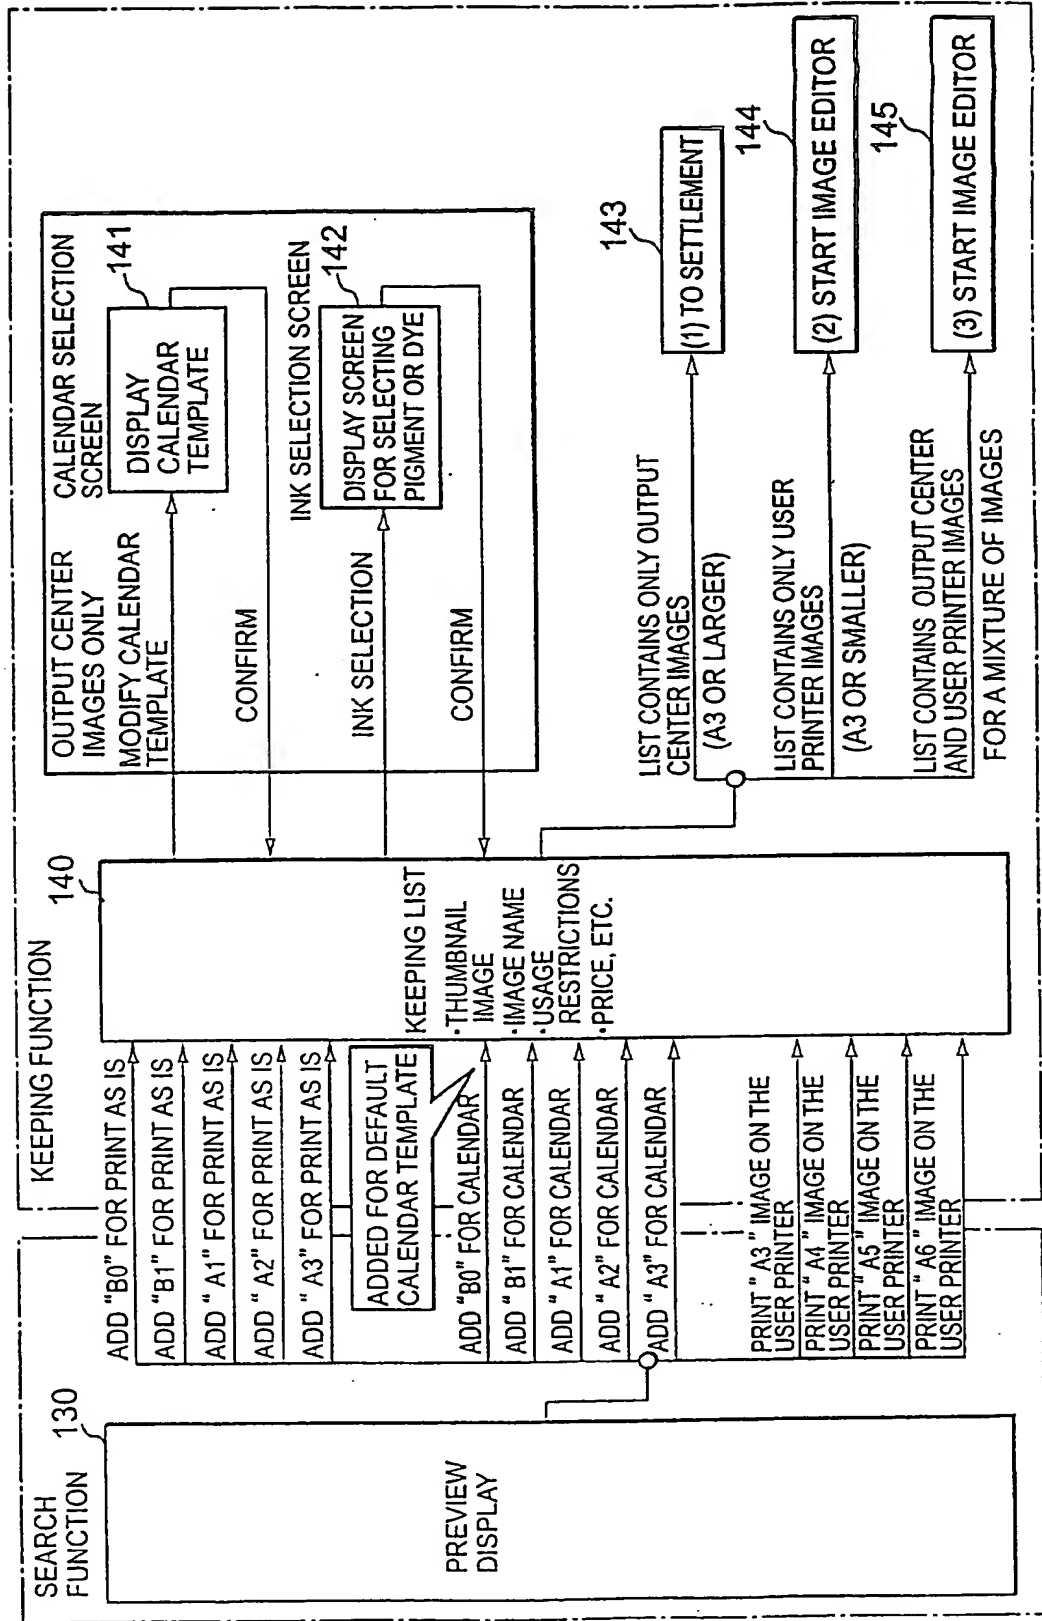 SEARCH
FUNCTION
130
PREVIEW
DISPLAY
KEEPING FUNCTION
140
ADD "B0" FOR PRINT AS IS
ADD "B1" FOR PRINT AS IS
ADD " A1" FOR PRINT AS IS
ADD " A2" FOR PRINT AS IS
ADD " A3" FOR PRINT AS IS
ADDED FOR DEFAULT
CALENDAR TEMPLATE
ADD "B0" FOR CALENDAR
ADD " B1" FOR CALENDAR
ADD " A1" FOR CALENDAR
ADD " A2" FOR CALENDAR
ADD " A3" FOR CALENDAR
PRINT " A3 " IMAGE ON THE
USER PRINTER
PRINT " A4" IMAGE ON THE
USER PRINTER
PRINT " A5" IMAGE ON THE
USER PRINTER
PRINT " A6" IMAGE ON THE
USER PRINTER
KEEPING LIST
·THUMBNAIL
IMAGE
·IMAGE NAME
·USAGE
RESTRICTIONS
·PRICE, ETC.
OUTPUT CENTER
IMAGES ONLY
MODIFY CALENDAR
TEMPLATE
CONFIRM
CALENDAR SELECTION
SCREEN
141
DISPLAY
CALENDAR
TEMPLATE
INK SELECTION
CONFIRM
INK SELECTION SCREEN
142
DISPLAY SCREEN
FOR SELECTING
PIGMENT OR DYE
LIST CONTAINS ONLY OUTPUT
CENTER IMAGES
(A3 OR LARGER)
143
(1) TO SETTLEMENT
LIST CONTAINS ONLY USER
PRINTER IMAGES
(A3 OR SMALLER)
144
(2) START IMAGE EDITOR
LIST CONTAINS OUTPUT CENTER
AND USER PRINTER IMAGES
FOR A MIXTURE OF IMAGES
145
(3) START IMAGE EDITOR